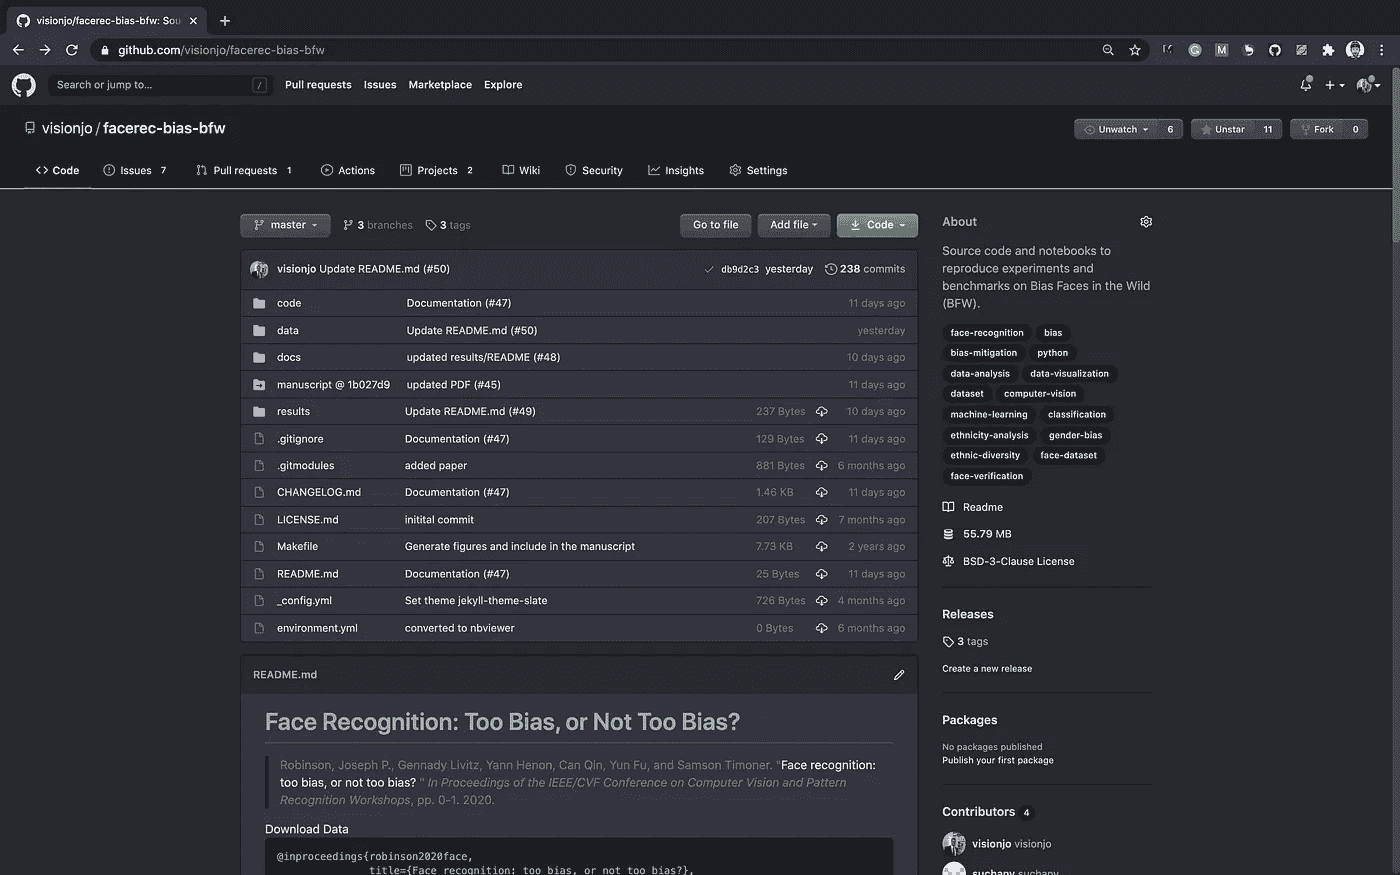 visionjo/facerec-bias-bfw: Sou
github.com/visionjo/facerec-bias-bfw
Search or jump to... /
Pull requests Issues Marketplace Explore
visionjo / facerec-bias-bfw
Unwatch 6 Unstar 11 Fork 0
Code Issues 7 Pull requests 1 Actions Projects 2 Wiki Security Insights Settings
master 3 branches 3 tags Go to file Add file Code
visionjo Update README.md (#50) db9d2c3 yesterday 238 commits
code Documentation (#47) 11 days ago
data Update README.md (#50) yesterday
docs updated results/README (#48) 10 days ago
manuscript @ 1b027d9 updated PDF (#45) 11 days ago
results Update README.md (#49) 237 Bytes 10 days ago
.gitignore Documentation (#47) 129 Bytes 11 days ago
.gitmodules added paper 881 Bytes 6 months ago
CHANGELOG.md Documentation (#47) 1.46 KB 11 days ago
LICENSE.md initital commit 207 Bytes 7 months ago
Makefile Generate figures and include in the manuscript 7.73 KB 2 years ago
README.md Documentation (#47) 25 Bytes 11 days ago
_config.yml Set theme jekyll-theme-slate 726 Bytes 4 months ago
environment.yml converted to nbviewer 0 Bytes 6 months ago
README.md
Face Recognition: Too Bias, or Not Too Bias?
Robinson, Joseph P., Gennady Livitz, Yann Henon, Can Qin, Yun Fu, and Samson Timoner. "Face recognition:
too bias, or not too bias? " In Proceedings of the IEEE/CVF Conference on Computer Vision and Pattern
Recognition Workshops, pp. 0-1. 2020.
Download Data
@inproceedings{robinson2020face,
title={Face recognition: too bias, or not too bias?},
About
Source code and notebooks to
reproduce experiments and
benchmarks on Bias Faces in the Wild
(BFW).
face-recognition bias
bias-mitigation python
data-analysis data-visualization
dataset computer-vision
machine-learning classification
ethnicity-analysis gender-bias
ethnic-diversity face-dataset
face-verification
Readme
55.79 MB
BSD-3-Clause License
Releases
3 tags
Create a new release
Packages
No packages published
Publish your first package
Contributors 4
visionjo visionjo
suchany suchany